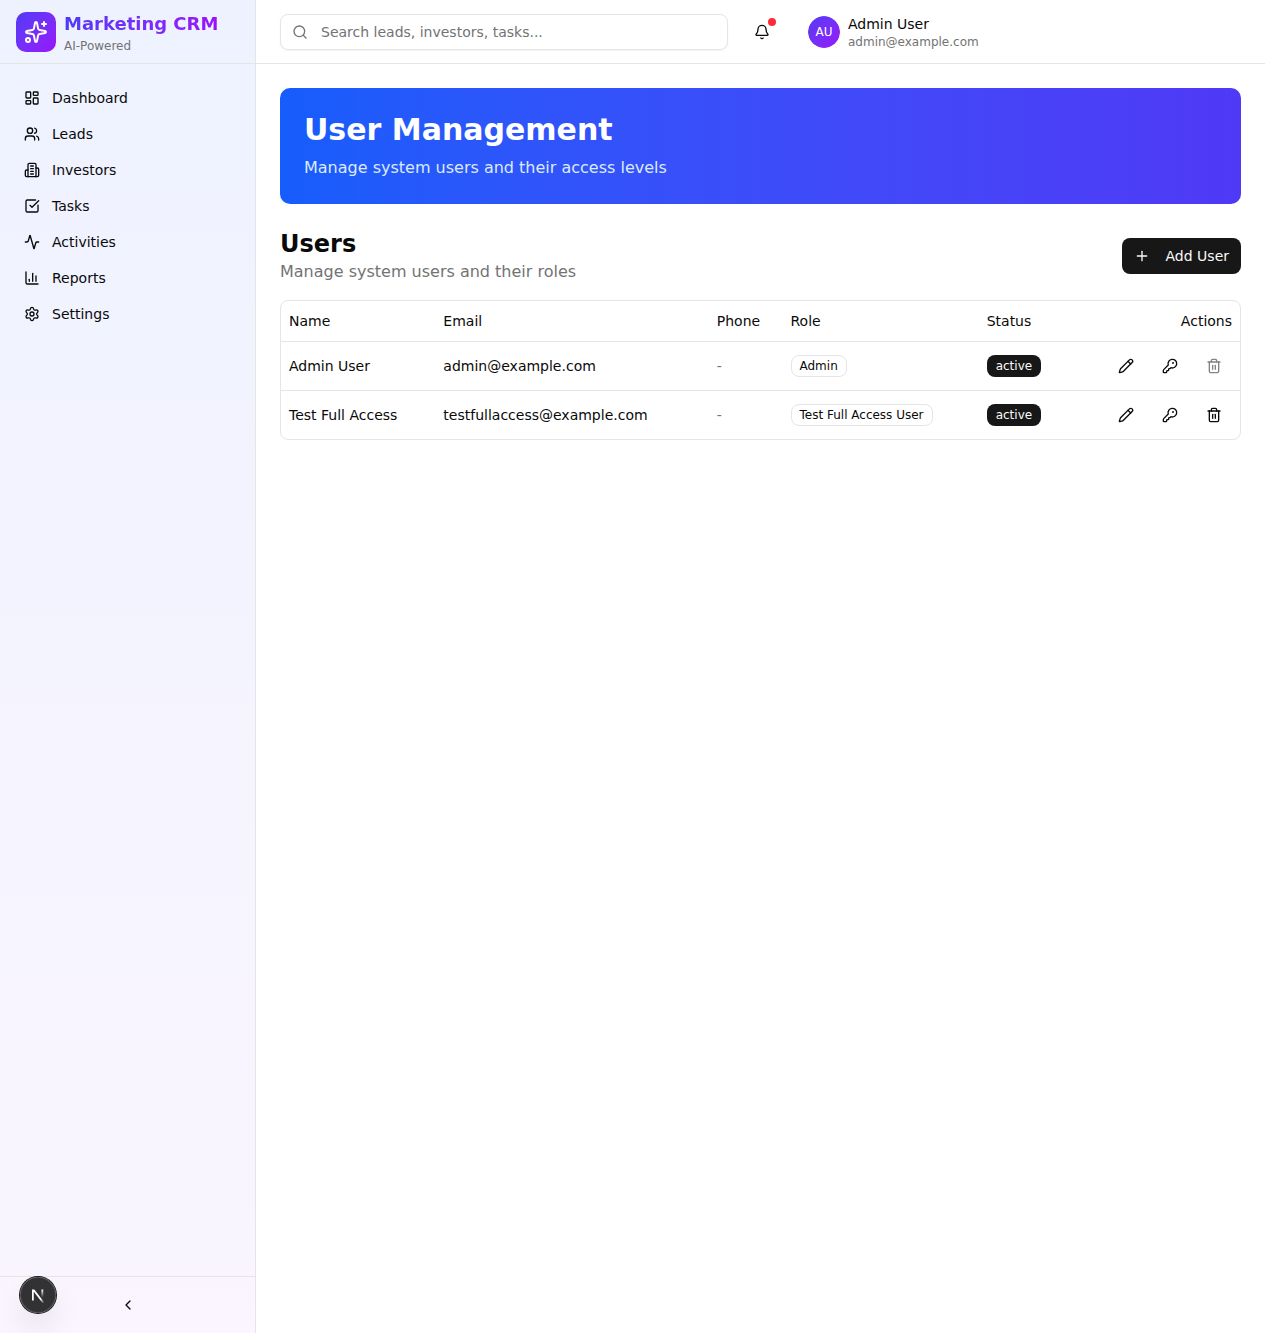 Marketing CRM
AI-Powered
Search leads, investors, tasks...
AU
Admin User
admin@example.com
Dashboard
Leads
Investors
Tasks
Activities
Reports
Settings
User Management
Manage system users and their access levels
Users
Manage system users and their roles
Add User
Name Email Phone Role Status Actions
Admin User admin@example.com - Admin active
Test Full Access testfullaccess@example.com - Test Full Access User active
N